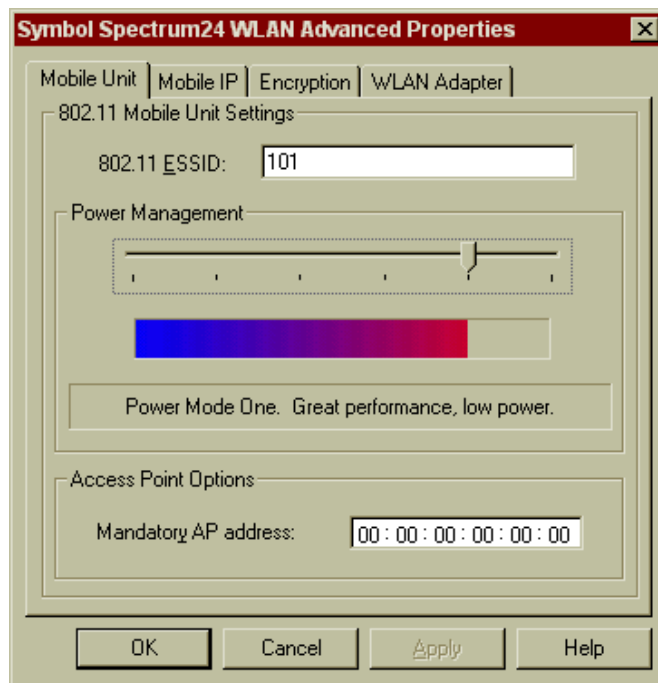 Symbol Spectrum24 WLAN Advanced Properties
Mobile Unit Mobile IP Encryption WLAN Adapter
802.11 Mobile Unit Settings
802.11 ESSID: 101
Power Management
Power Mode One. Great performance, low power.
Access Point Options
Mandatory AP address: 00 : 00 : 00 : 00 : 00 : 00
OK Cancel Apply Help